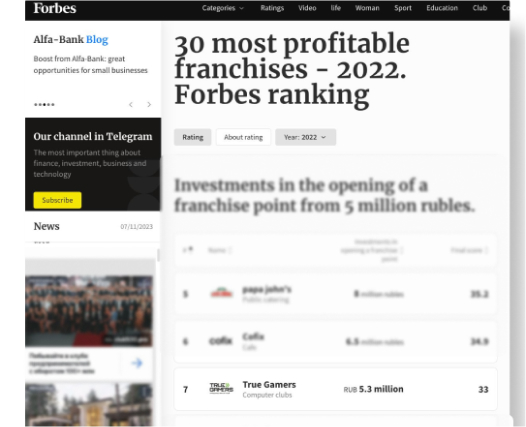 Forbes
Categories
Ratings
Video
life
Woman
Sport
Education
Club
Alfa-Bank Blog
Boost from Alfa-Bank: great
opportunities for small businesses
Our channel in Telegram
The most important thing about
finance, investment, business and
technology
Subscribe
News
07/11/2023
30 most profitable
franchises - 2022.
Forbes ranking
Rating
About rating
Year: 2022
Investments in the opening of a
franchise point from 5 million rubles.
Name
Investments in
opening a franchise
point
Final score
5
papa john's
Public catering
8 million rubles
35.2
6
cofix
Cofix
Cafe
6.5 million rubles
34.9
7
TRUE
GAMERS
True Gamers
Computer clubs
RUB 5.3 million
33